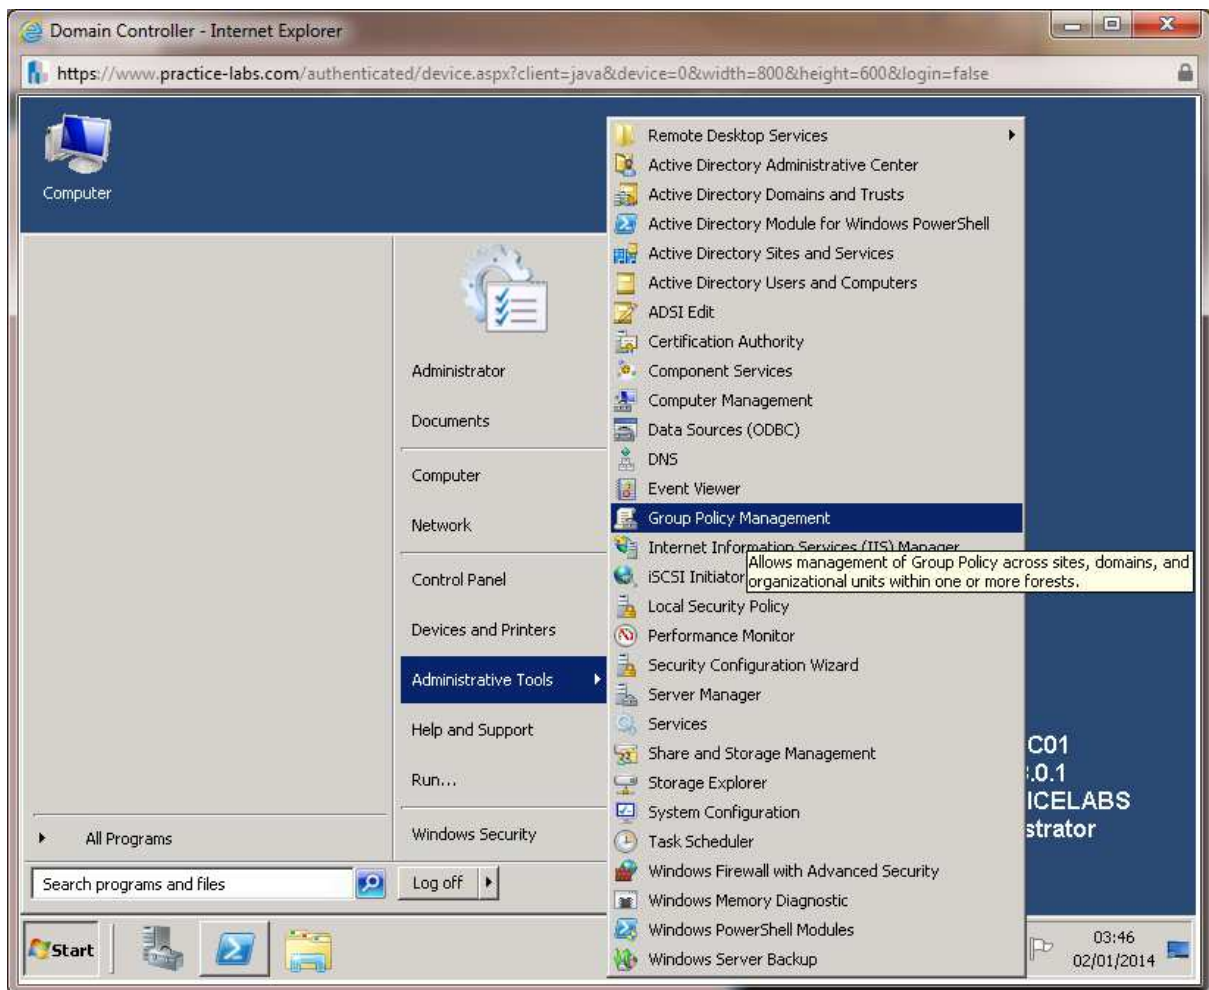 Domain Controller - Internet Explorer
https://www.practice-labs.com/authenticated/device.aspx?client=java&device=0&width=800&height=600&login=false
Computer
Administrator
Documents
Computer
Network
Control Panel
Devices and Printers
Administrative Tools
Help and Support
Run...
Windows Security
All Programs
Search programs and files
Log off
Remote Desktop Services
Active Directory Administrative Center
Active Directory Domains and Trusts
Active Directory Module for Windows PowerShell
Active Directory Sites and Services
Active Directory Users and Computers
ADSI Edit
Certification Authority
Component Services
Computer Management
Data Sources (ODBC)
DNS
Event Viewer
Group Policy Management
Internet Information Services (IIS) Manager
Allows management of Group Policy across sites, domains, and
organizational units within one or more forests.
iSCSI Initiator
Local Security Policy
Performance Monitor
Security Configuration Wizard
Server Manager
Services
Share and Storage Management
Storage Explorer
System Configuration
Task Scheduler
Windows Firewall with Advanced Security
Windows Memory Diagnostic
Windows PowerShell Modules
Windows Server Backup
C01
.0.1
ICELABS
strator
Start
03:46
02/01/2014